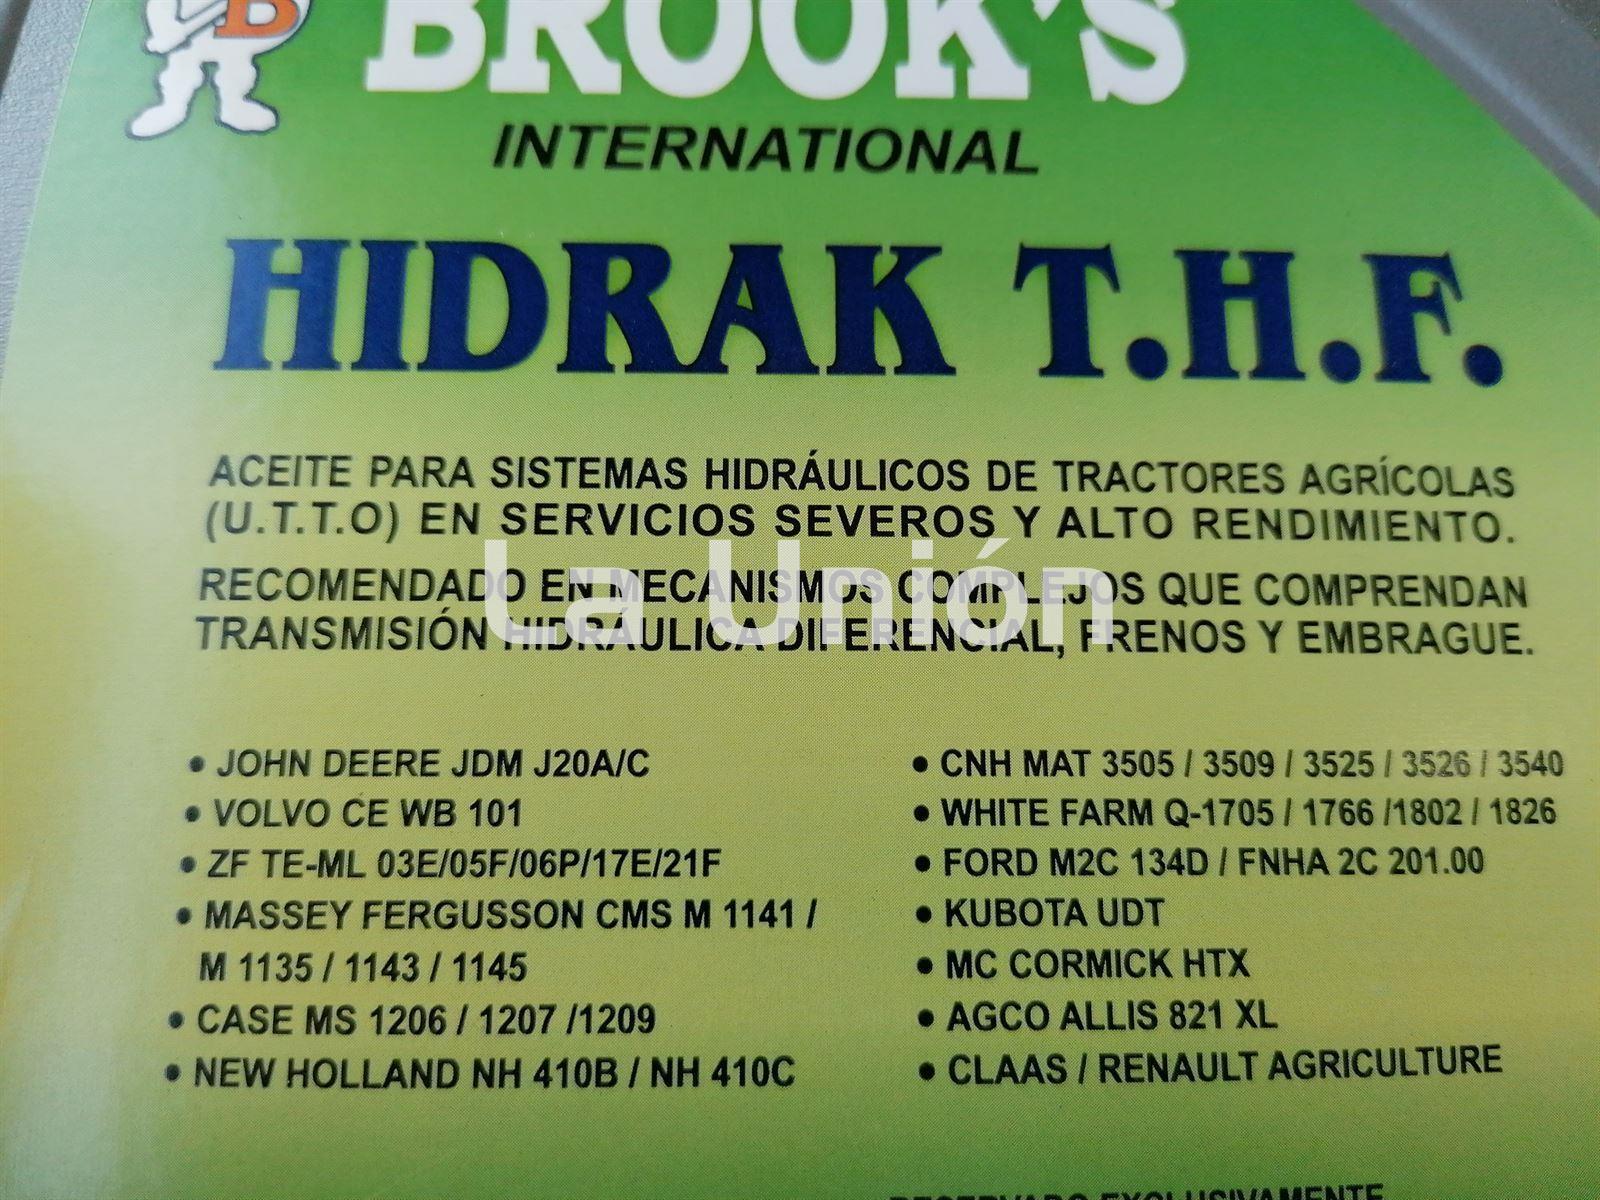 B
BROOK'S
INTERNATIONAL
HIDRAK T.H.F.
ACEITE PARA SISTEMAS HIDRÁULICOS DE TRACTORES AGRÍCOLAS
(U.T.T.O) EN SERVICIOS SEVEROS Y ALTO RENDIMIENTO.
RECOMENDADO EN MECANISMOS COMPLEJOS QUE COMPRENDAN
TRANSMISIÓN HIDRÁULICA DIFERENCIAL, FRENOS Y EMBRAGUE.
La Unión
• JOHN DEERE JDM J20A/C
• VOLVO CE WB 101
• ZF TE-ML 03E/05F/06P/17E/21F
• MASSEY FERGUSSON CMS M 1141 /
M 1135 / 1143 / 1145
• CASE MS 1206 / 1207 /1209
• NEW HOLLAND NH 410B / NH 410C
• CNH MAT 3505 / 3509 / 3525 / 3526 / 3540
• WHITE FARM Q-1705 / 1766 /1802 / 1826
• FORD M2C 134D / FNHA 2C 201.00
• KUBOTA UDT
• MC CORMICK HTX
• AGCO ALLIS 821 XL
• CLAAS / RENAULT AGRICULTURE
RESERVADO EXCLUSIVAMENTE